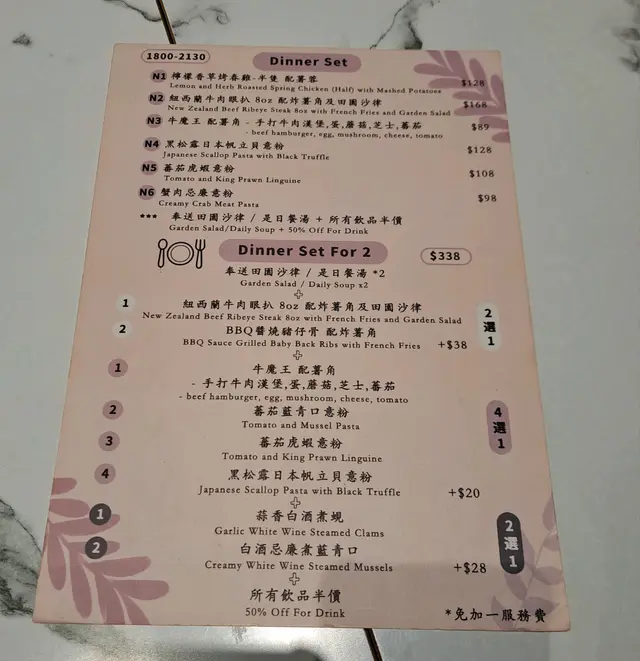 1800-2130
Dinner Set
N1 檸檬香草烤春雞-半隻 配薯蓉
Lemon and Herb Roasted Spring Chicken (Half) with Mashed Potatoes $128
N2 紐西蘭牛肉眼扒 8oz 配炸薯角及田園沙律
New Zealand Beef Ribeye Steak 8oz with French Fries and Garden Salad $168
N3 牛魔王 配薯角 - 手打牛肉漢堡,蛋,蘑菇,芝士,蕃茄
- beef hamburger, egg, mushroom, cheese, tomato $89
N4 黑松露日本帆立貝意粉
Japanese Scallop Pasta with Black Truffle $128
N5 蕃茄虎蝦意粉
Tomato and King Prawn Linguine $108
N6 蟹肉忌廉意粉
Creamy Crab Meat Pasta $98
*** 奉送田園沙律 / 是日餐湯 + 所有飲品半價
Garden Salad/Daily Soup + 50% Off For Drink
Dinner Set For 2 $338
奉送田園沙律 / 是日餐湯 *2
Garden Salad / Daily Soup x2
+
1 紐西蘭牛肉眼扒 8oz 配炸薯角及田園沙律
New Zealand Beef Ribeye Steak 8oz with French Fries and Garden Salad
2 BBQ醬燒豬仔骨 配炸薯角
BBQ Sauce Grilled Baby Back Ribs with French Fries +$38
2選1
+
1 牛魔王 配薯角
- 手打牛肉漢堡,蛋,蘑菇,芝士,蕃茄
- beef hamburger, egg, mushroom, cheese, tomato
2 蕃茄藍青口意粉
Tomato and Mussel Pasta
3 蕃茄虎蝦意粉
Tomato and King Prawn Linguine
4 黑松露日本帆立貝意粉
Japanese Scallop Pasta with Black Truffle +$20
4選1
+
1 蒜香白酒煮蜆
Garlic White Wine Steamed Clams
2 白酒忌廉煮藍青口
Creamy White Wine Steamed Mussels +$28
2選1
+
所有飲品半價
50% Off For Drink
*免加一服務費